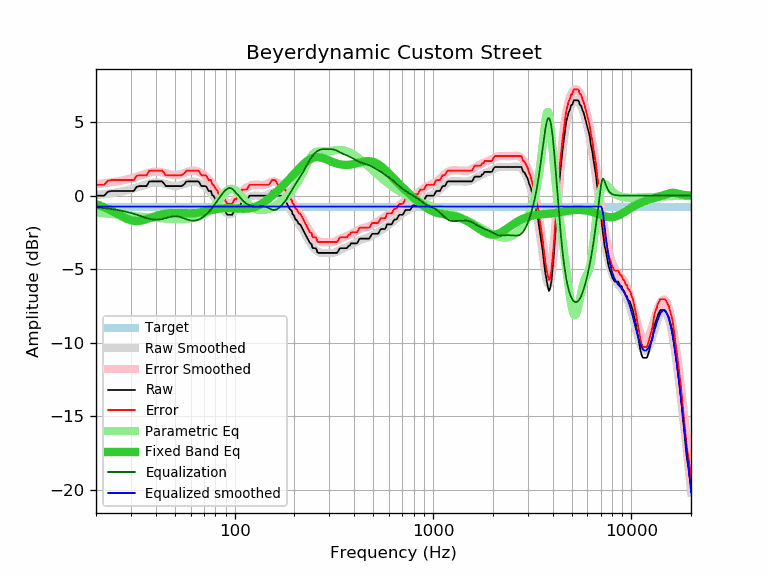 Beyerdynamic Custom Street
Amplitude (dBr)
5
0
−5
−10
−15
−20
Target
Raw Smoothed
Error Smoothed
Raw
Error
Parametric Eq
Fixed Band Eq
Equalization
Equalized smoothed
100
1000
10000
Frequency (Hz)